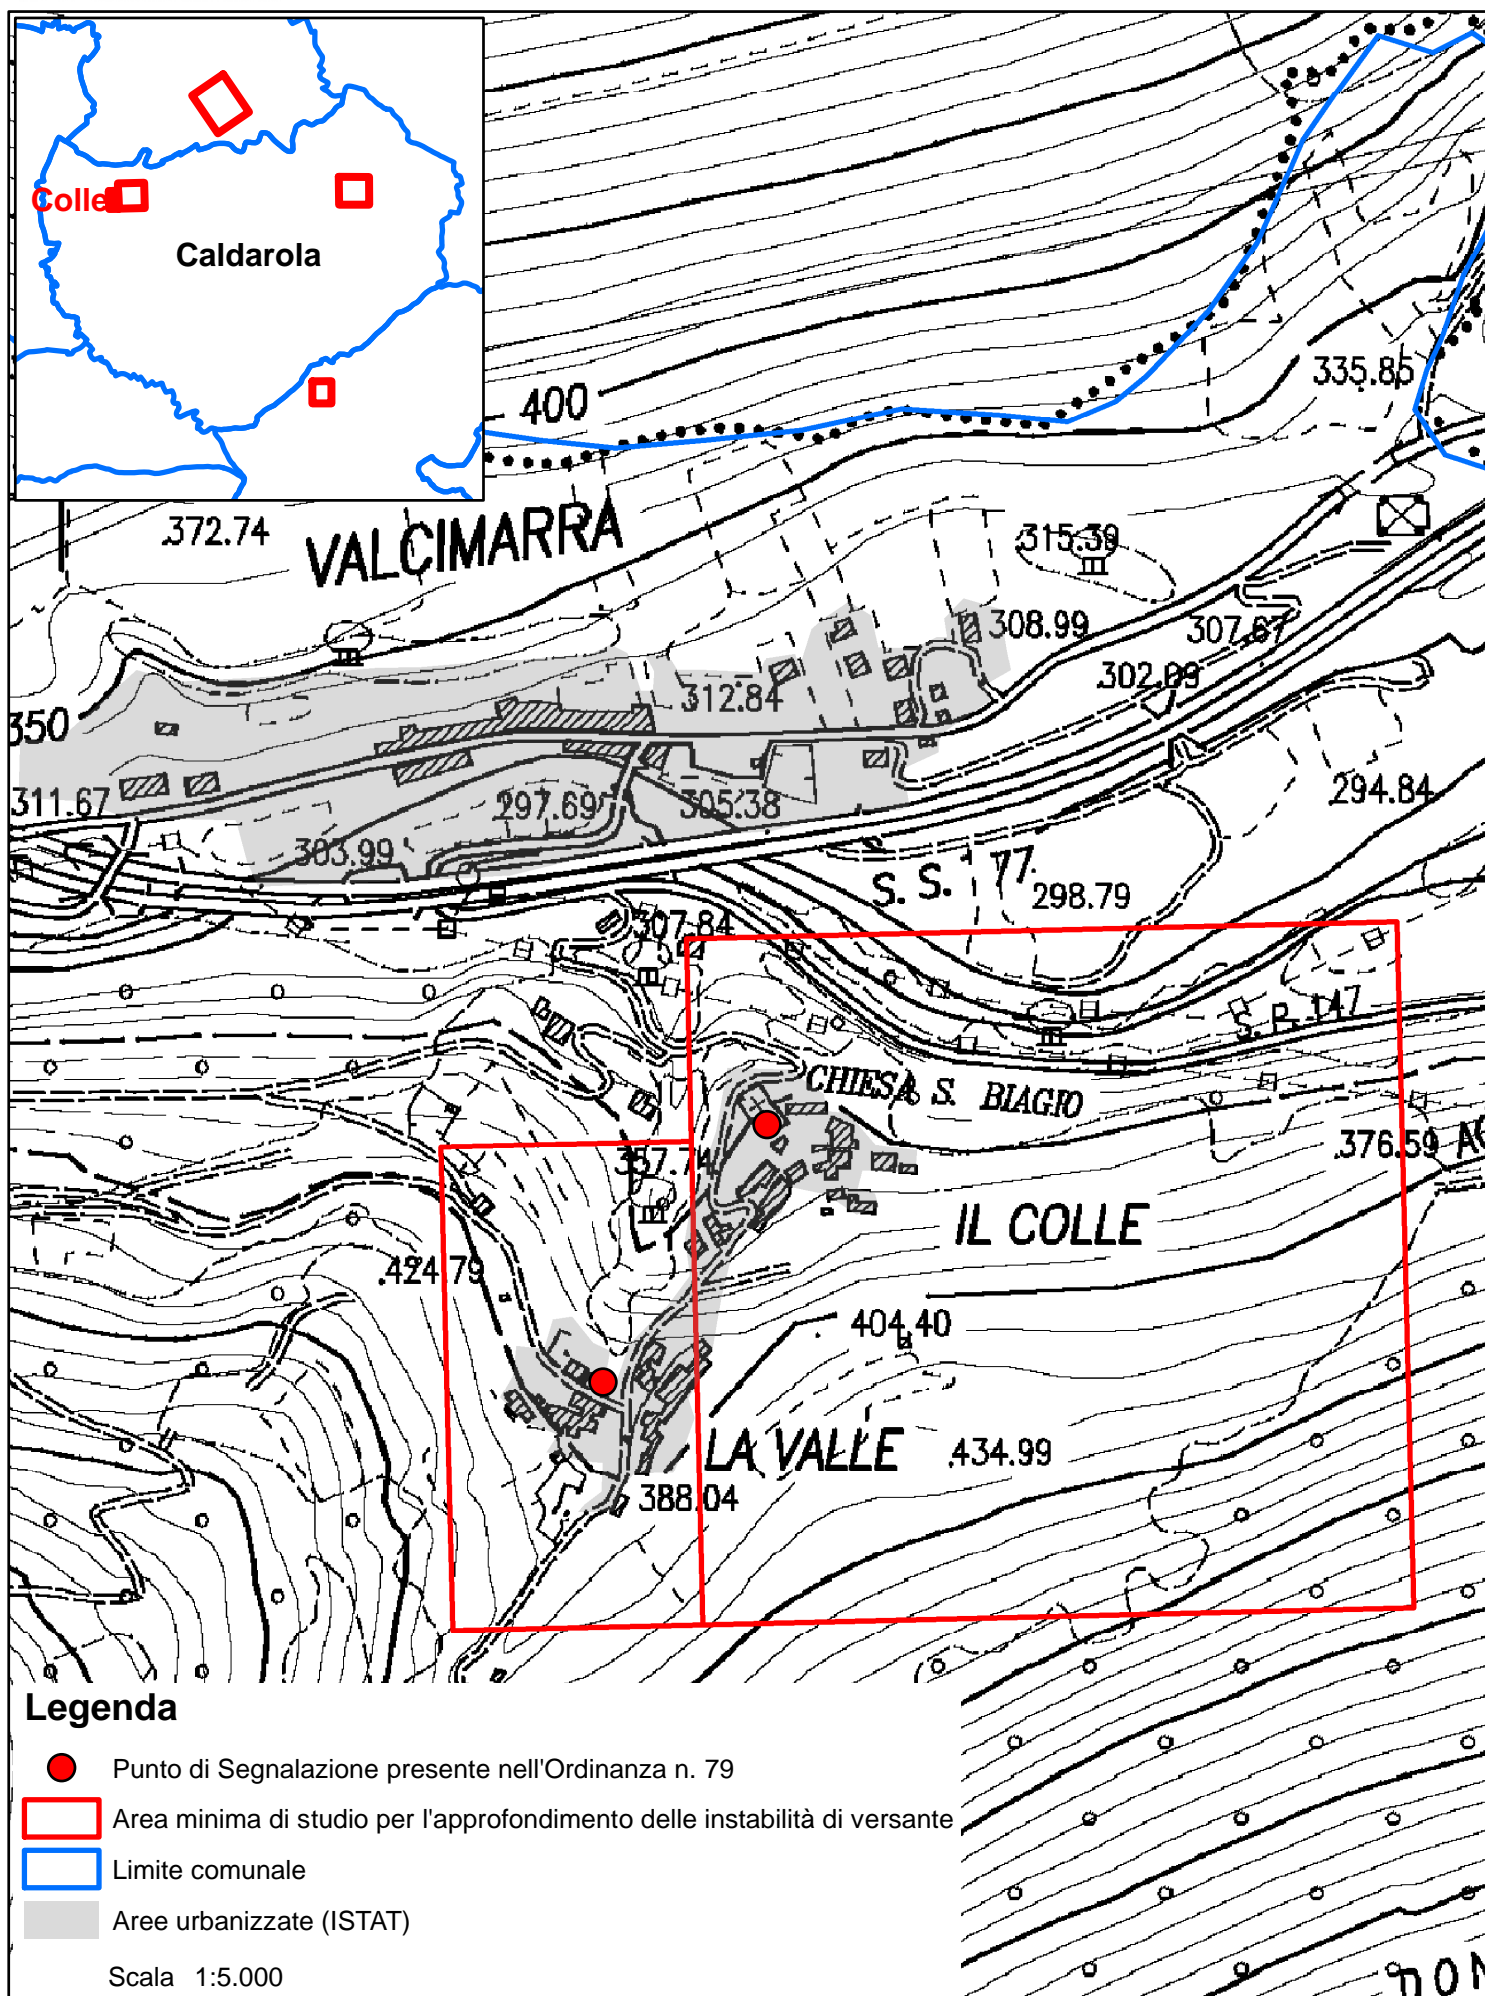 Colle
Caldarola
400
335.85
.372.74
VALCIMARRA
.315.39
308.99
307.67
.302.09
312.84
350
311.67
.297.69
305.38
.294.84
303.99
S. S. 77
298.79
307.84
S.P. 147
CHIESA S. BIAGIO
.376.59
357.74
IL COLLE
.424.79
404.40
LA VALLE
.434.99
388.04
Legenda
Punto di Segnalazione presente nell'Ordinanza n. 79
Area minima di studio per l'approfondimento delle instabilità di versante
Limite comunale
Aree urbanizzate (ISTAT)
Scala 1:5.000